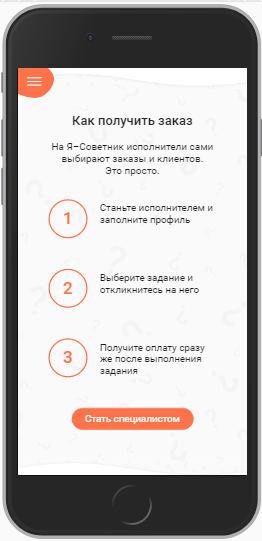 Как получить заказ
На Я-Советник исполнители сами
выбирают заказы и клиентов.
Это просто.
1
Станьте исполнителем и
заполните профиль
2
Выберите задание и
откликнитесь на него
3
Получите оплату сразу
же после выполнения
задания
Стать специалистом